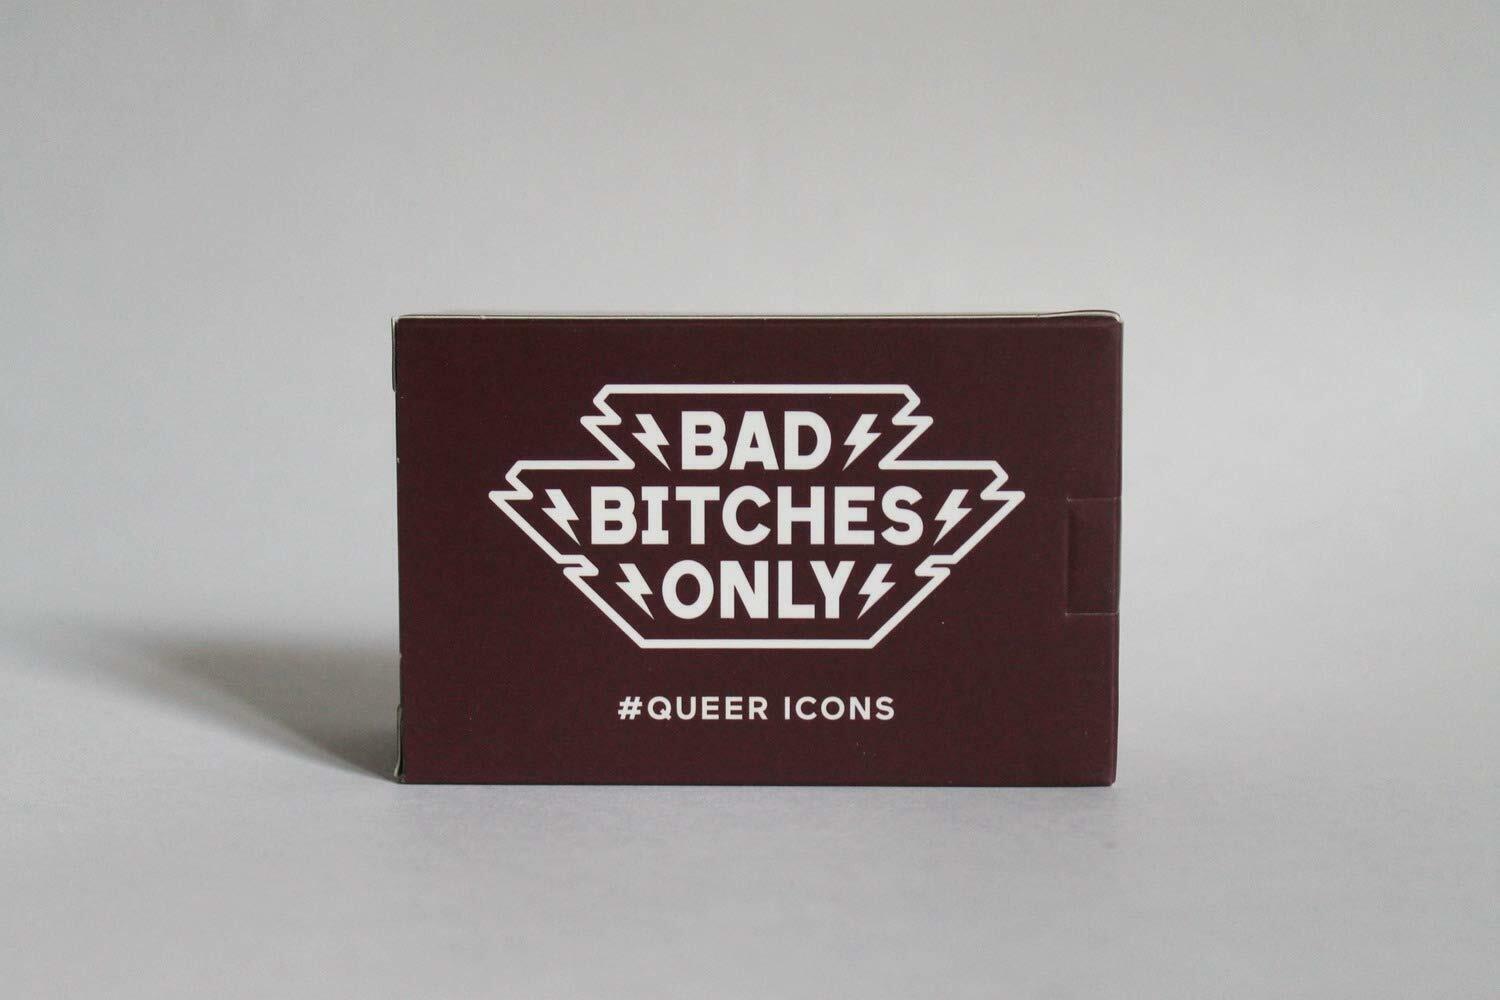 BAD
BITCHES
ONLY
#QUEER ICONS